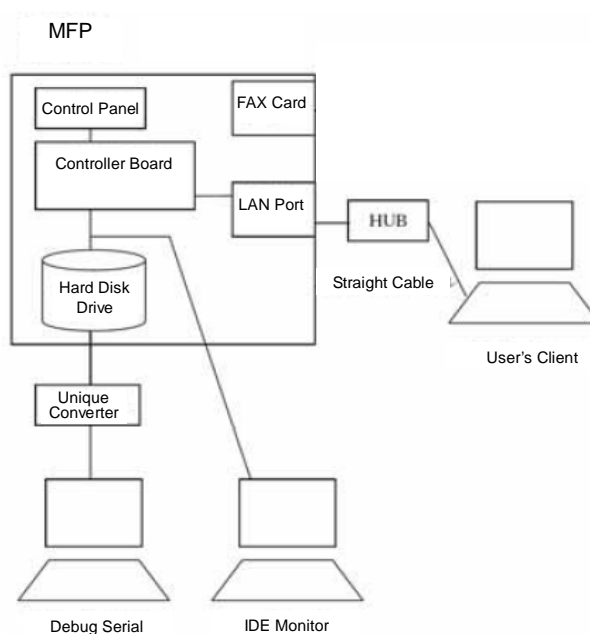 MFP
Control Panel
FAX Card
Controller Board
LAN Port
HUB
Straight Cable
Hard Disk
Drive
User's Client
Unique
Converter
Debug Serial
IDE Monitor